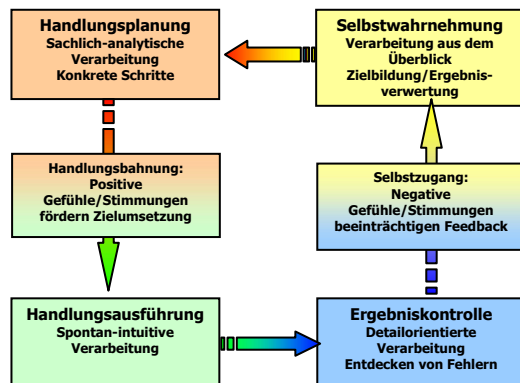 Handlungsplanung
Sachlich-analytische
Verarbeitung
Konkrete Schritte
Selbstwahrnehmung
Verarbeitung aus dem
Überblick
Zielbildung/Ergebnis-
verwertung
Handlungsbahnung:
Positive
Gefühle/Stimmungen
fördern Zielumsetzung
Selbstzugang:
Negative
Gefühle/Stimmungen
beeinträchtigen Feedback
Handlungsausführung
Spontan-intuitive
Verarbeitung
Ergebiskontrolle
Detailorientierte
Verarbeitung
Entdecken von Fehlern